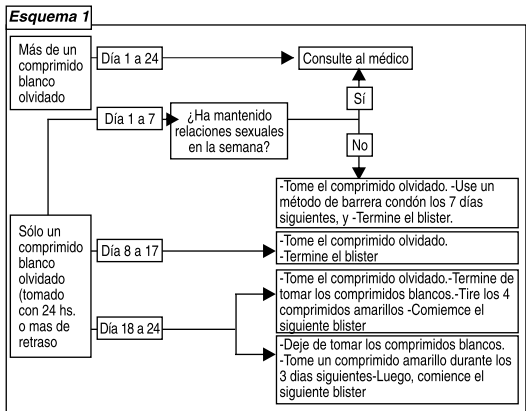 Esquema 1
Más de un
comprimido
blanco
olvidado
Día 1 a 24
Consulte al médico
Sí
Día 1 a 7
¿Ha mantenido
relaciones sexuales
en la semana?
No
-Tome el comprimido olvidado. -Use un
método de barrera condón los 7 días
siguientes, y -Termine el blister.
Sólo un
comprimido
blanco
olvidado
(tomado
con 24 hs.
o mas de
retraso
Día 8 a 17
-Tome el comprimido olvidado.
-Termine el blister
Día 18 a 24
-Tome el comprimido olvidado.-Termine de
tomar los comprimidos blancos.-Tire los 4
comprimidos amarillos -Comiemce el
siguiente blister
-Deje de tomar los comprimidos blancos.
-Tome un comprimido amarillo durante los
3 dias siguientes-Luego, comience el
siguiente blister